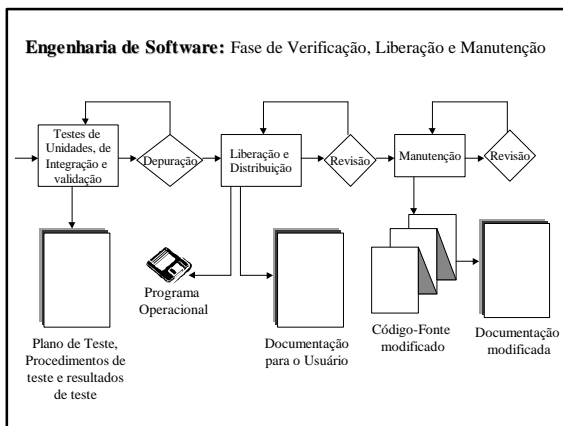 Engenharia de Software: Fase de Verificação, Liberação e Manutenção
Testes de
Unidades, de
Integração e
validação
Depuração
Liberação e
Distribuição
Revisão
Manutenção
Revisão
Programa
Operacional
Plano de Teste,
Procedimentos de
teste e resultados
de teste
Documentação
para o Usuário
Código-Fonte
modificado
Documentação
modificada